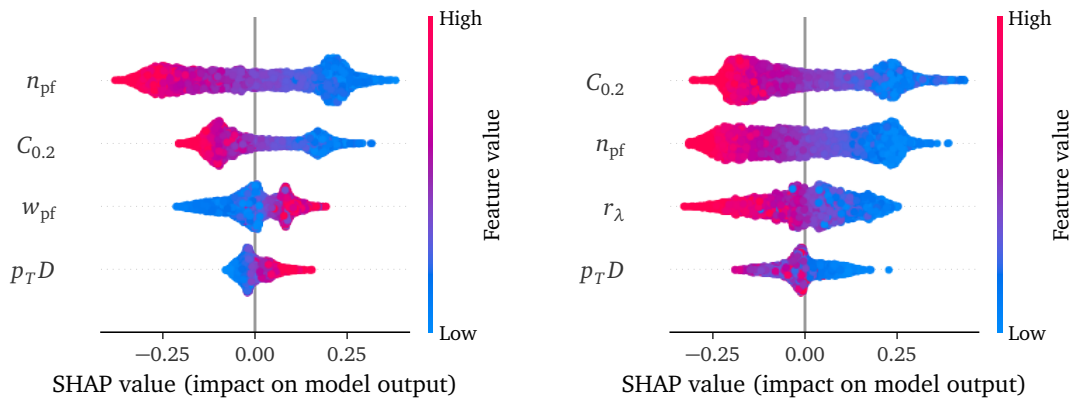 High
n_pf
C_0.2
w_pf
p_T D
Feature value
Low
−0.25 0.00 0.25
SHAP value (impact on model output)
High
C_0.2
n_pf
r_λ
p_T D
Feature value
Low
−0.25 0.00 0.25
SHAP value (impact on model output)